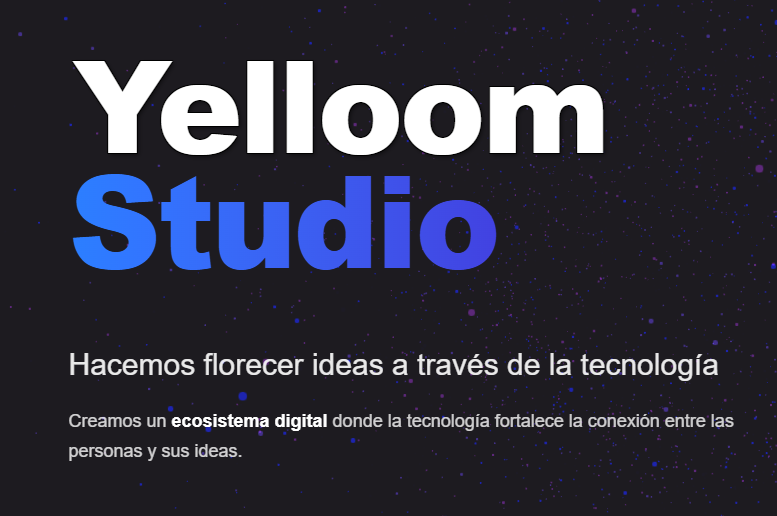 Yelloom
Studio
Hacemos florecer ideas a través de la tecnología
Creamos un ecosistema digital donde la tecnología fortalece la conexión entre las
personas y sus ideas.